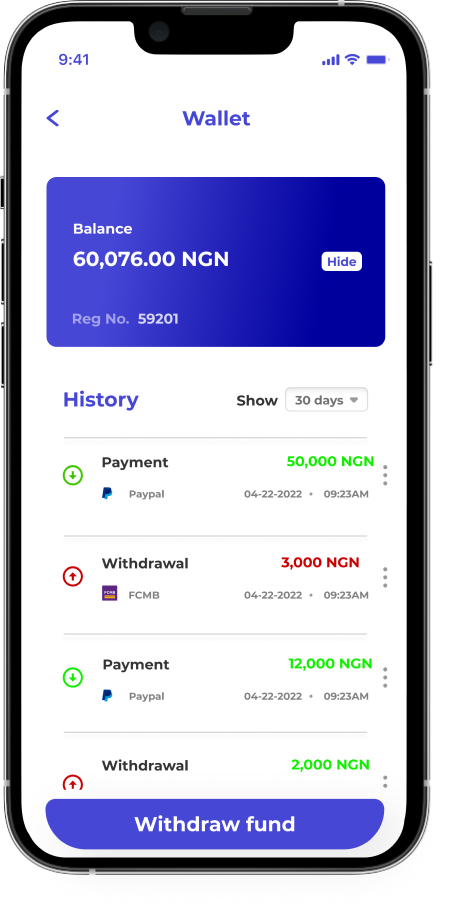 9:41
Wallet
Balance
60,076.00 NGN
Hide
Reg No. 59201
History
Show 30 days
Payment 50,000 NGN
Paypal 04-22-2022 • 09:23AM
Withdrawal 3,000 NGN
FCMB FCMB 04-22-2022 • 09:23AM
Payment 12,000 NGN
Paypal 04-22-2022 • 09:23AM
Withdrawal 2,000 NGN
Withdraw fund